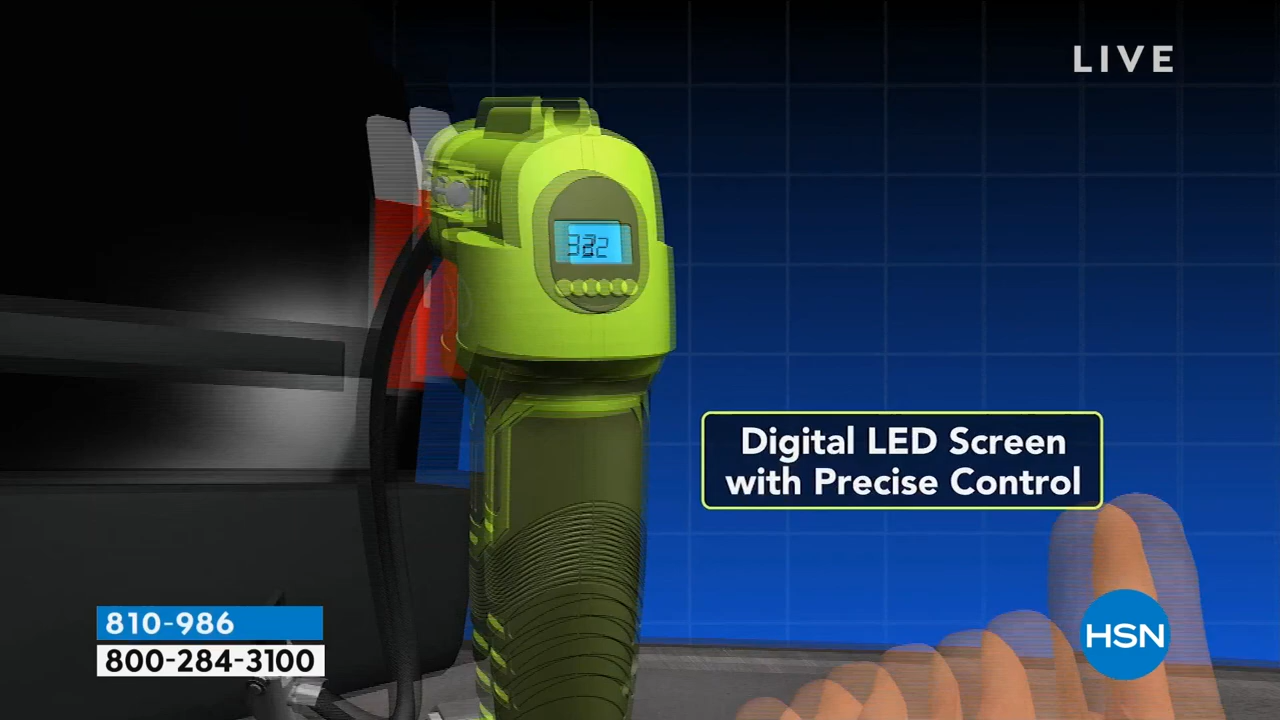 LIVE
Digital LED Screen
with Precise Control
810-986
800-284-3100
HSN